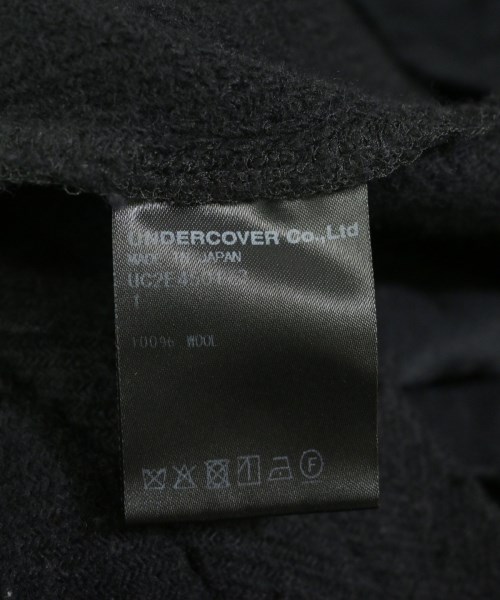 UNDERCOVER Co.,Ltd
MADE IN JAPAN
1
100% WOOL
F